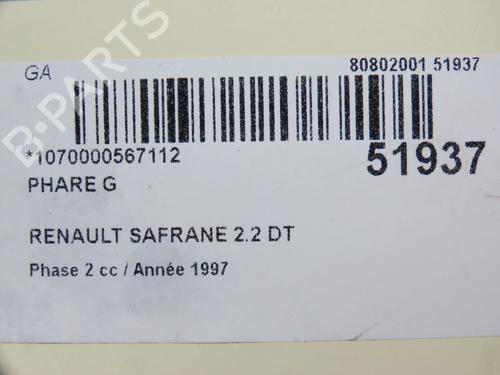 GA
80802001 51937
*1070000567112
51937
PHARE G
RENAULT SAFRANE 2.2 DT
Phase 2 cc / Année 1997
B-PARTS